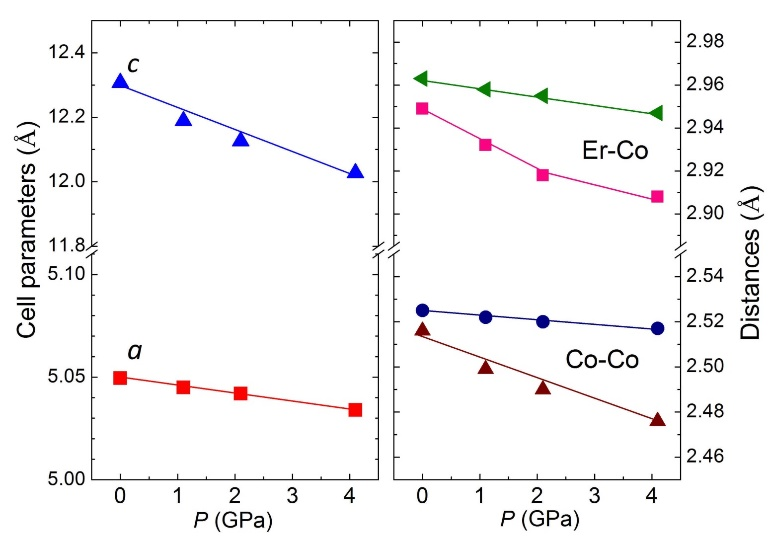 Cell parameters (Å)
12.4
12.2
12.0
11.8
5.10
5.05
5.00
c
a
0 1 2 3 4
P (GPa)
Er-Co
Co-Co
0 1 2 3 4
P (GPa)
2.98
2.96
2.94
2.92
2.90
2.54
2.52
2.50
2.48
2.46
Distances (Å)